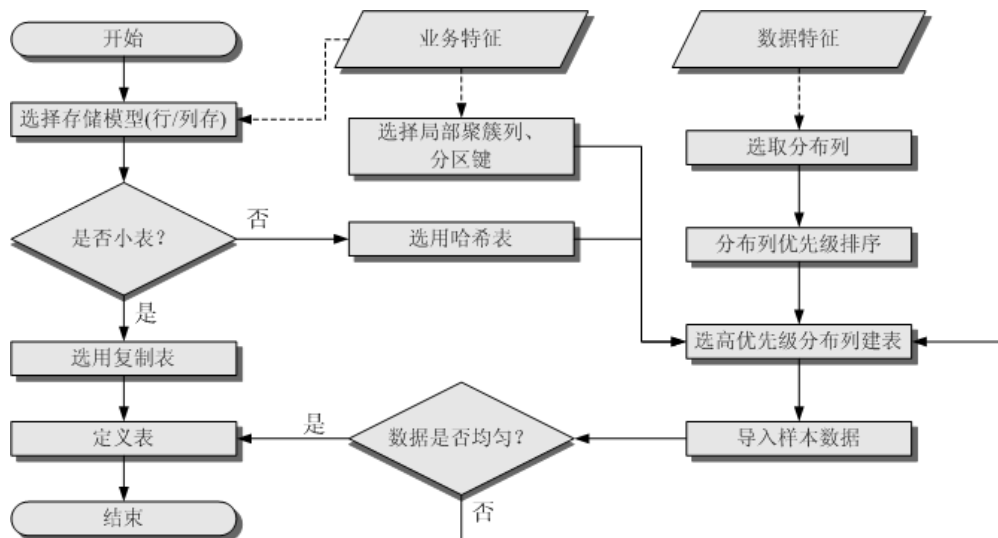 开始
业务特征
数据特征
选择存储模型(行/列存)
选择局部聚簇列、
分区键
选取分布列
是否小表?
否
选用哈希表
分布列优先级排序
是
选用复制表
选高优先级分布列建表
定义表
是
数据是否均匀?
导入样本数据
否
结束